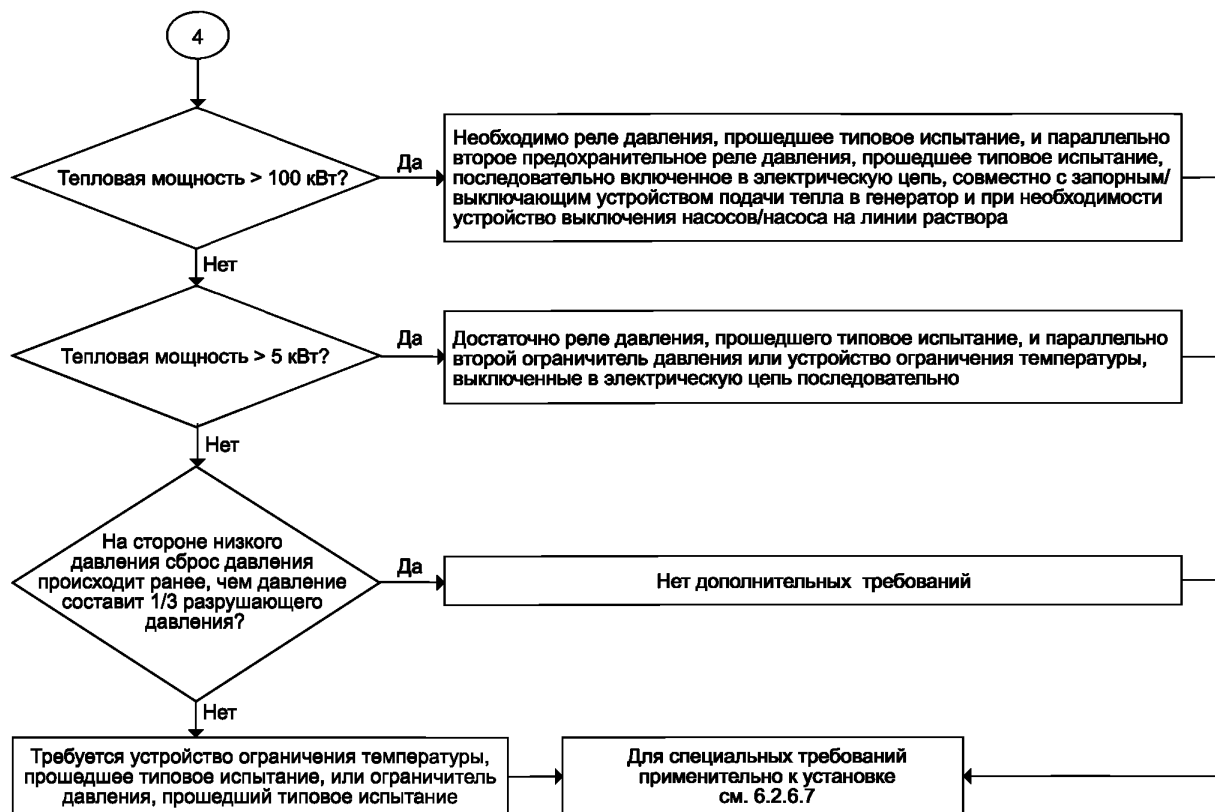 4
Тепловая мощность > 100 кВт?
Да
Необходимо реле давления, прошедшее типовое испытание, и параллельно
второе предохранительное реле давления, прошедшее типовое испытание,
последовательно включенное в электрическую цепь, совместно с запорным/
выключающим устройством подачи тепла в генератор и при необходимости
устройство выключения насосов/насоса на линии раствора
Нет
Тепловая мощность > 5 кВт?
Да
Достаточно реле давления, прошедшего типовое испытание, и параллельно
второй ограничитель давления или устройство ограничения температуры,
выключенные в электрическую цепь последовательно
Нет
На стороне низкого
давления сброс давления
происходит ранее, чем давление
составит 1/3 разрушающего
давления?
Да
Нет дополнительных требований
Нет
Требуется устройство ограничения температуры,
прошедшее типовое испытание, или ограничитель
давления, прошедший типовое испытание
Для специальных требований
применительно к установке
см. 6.2.6.7